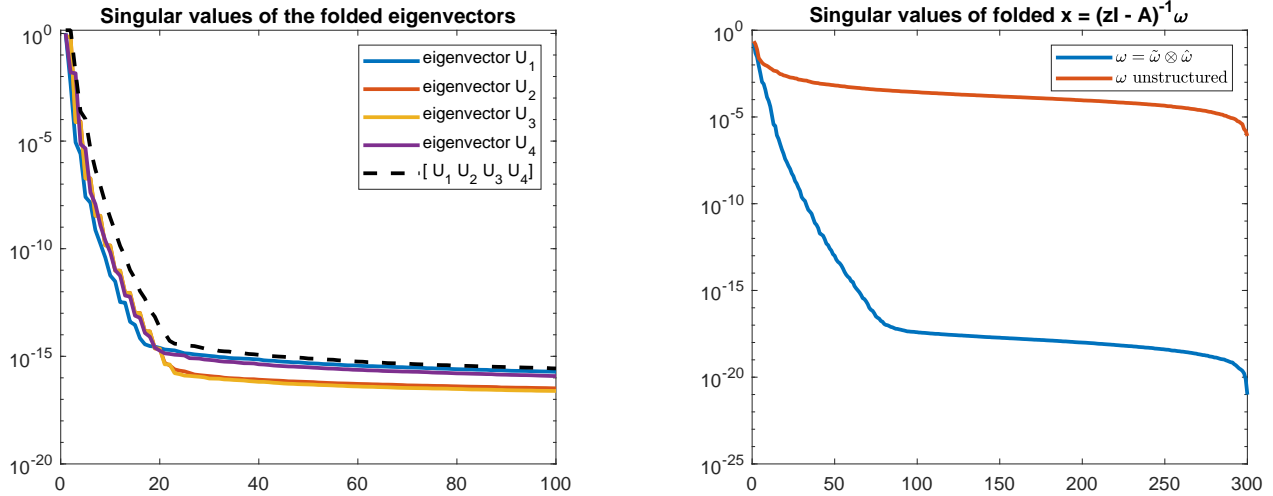 Singular values of the folded eigenvectors
10^0
10^-5
10^-10
10^-15
10^-20
0
20
40
60
80
100
eigenvector U_1
eigenvector U_2
eigenvector U_3
eigenvector U_4
[ U_1 U_2 U_3 U_4]
Singular values of folded x = (zI - A)^-1 ω
10^0
10^-5
10^-10
10^-15
10^-20
10^-25
0
50
100
150
200
250
300
ω = ω̃ ⊗ ω̂
ω unstructured